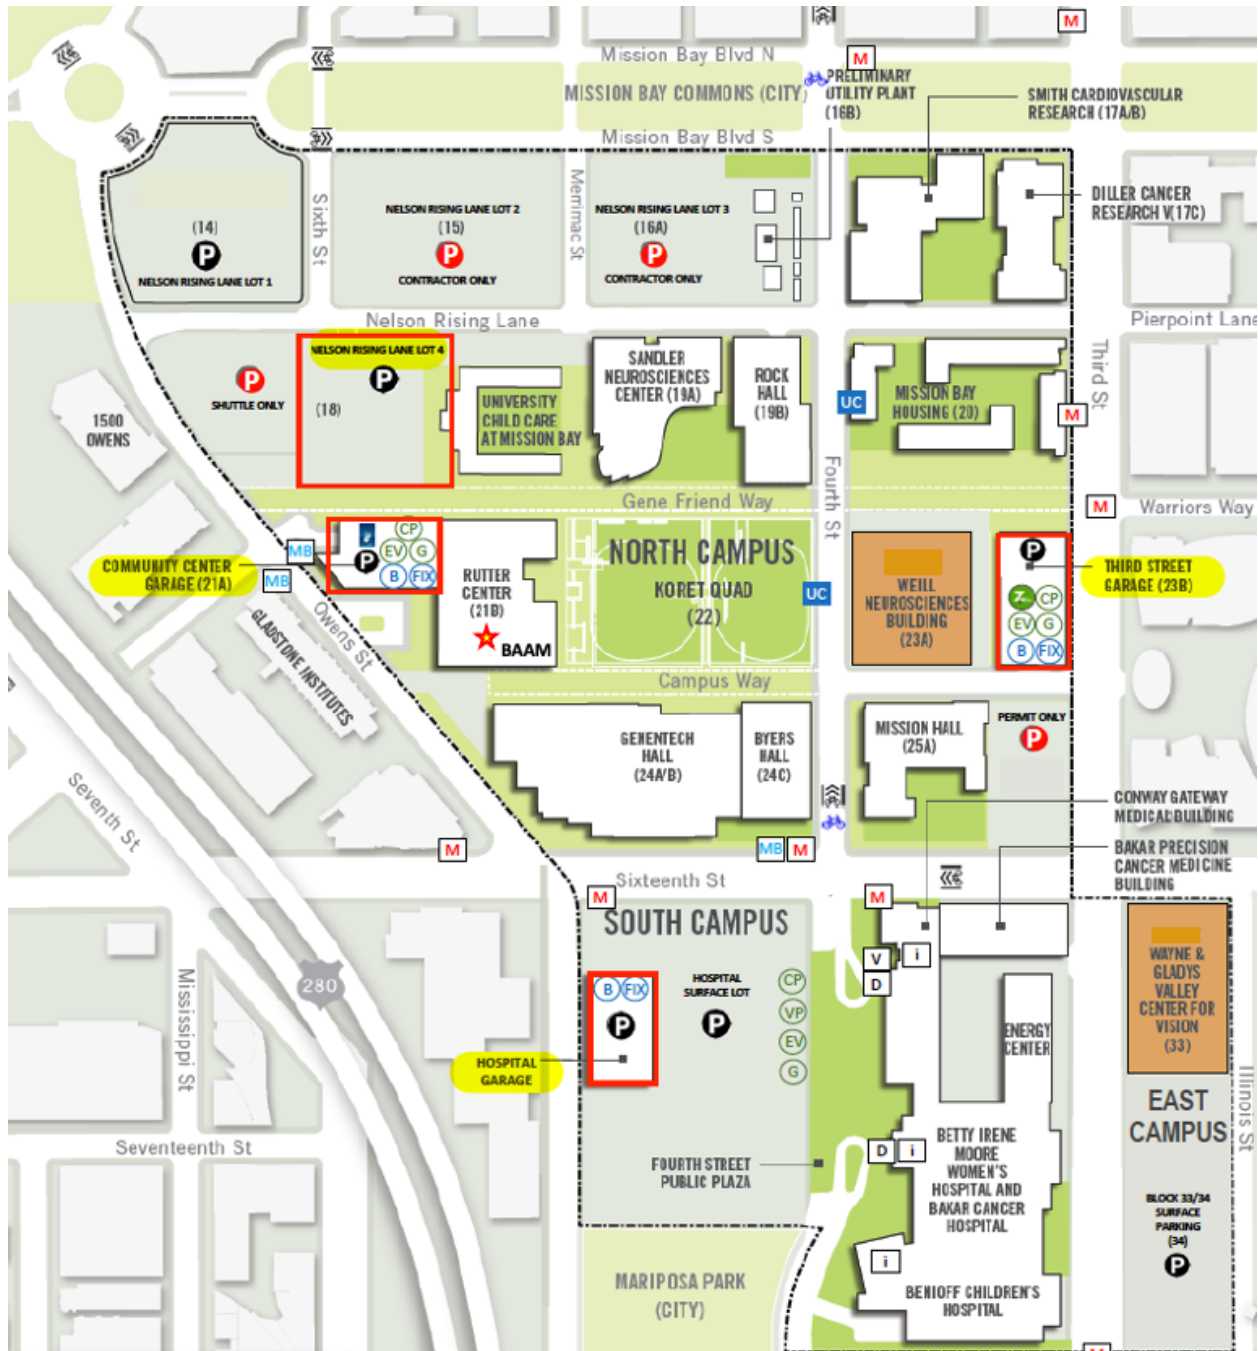 M
Mission Bay Blvd N
M
MISSION BAY COMMONS (CITY)
PRELIMINARY
UTILITY PLANT
(16B)
SMITH CARDIOVASCULAR
RESEARCH (17A/B)
Mission Bay Blvd S
DILLER CANCER
RESEARCH V(17C)
Sixth St
Merrimac St
(14)
P
NELSON RISING LANE LOT 1
NELSON RISING LANE LOT 2
(15)
P
CONTRACTOR ONLY
NELSON RISING LANE LOT 3
(16A)
P
CONTRACTOR ONLY
Nelson Rising Lane
Pierpoint Lane
Third St
NELSON RISING LANE LOT 4
P
(18)
P
SHUTTLE ONLY
1500
OWENS
UNIVERSITY
CHILD CARE
AT MISSION BAY
SANDLER
NEUROSCIENCES
CENTER (19A)
ROCK
HALL
(19B)
UC
MISSION BAY
HOUSING (20)
M
Fourth St
Gene Friend Way
M
Warriors Way
COMMUNITY CENTER
GARAGE (21A)
MB
MB
P
CP
EV
G
B
FIX
RUTTER
CENTER
(21B)
BAAM
NORTH CAMPUS
KORET QUAD
(22)
UC
WEILL
NEUROSCIENCES
BUILDING
(23A)
P
Z
CP
EV
G
B
FIX
THIRD STREET
GARAGE (23B)
Owens St
GLADSTONE INSTITUTES
Campus Way
GENENTECH
HALL
(24A/B)
BYERS
HALL
(24C)
MISSION HALL
(25A)
PERMIT ONLY
P
Seventh St
M
MB
M
CONWAY GATEWAY
MEDICAL BUILDING
BAKAR PRECISION
CANCER MEDICINE
BUILDING
Sixteenth St
M
M
SOUTH CAMPUS
V
D
i
280
Mississippi St
B
FIX
P
HOSPITAL
GARAGE
HOSPITAL
SURFACE LOT
P
CP
VP
EV
G
ENERGY
CENTER
WAYNE &
GLADYS
VALLEY
CENTER FOR
VISION
(33)
EAST
CAMPUS
Illinois St
Seventeenth St
FOURTH STREET
PUBLIC PLAZA
D
i
BETTY IRENE
MOORE
WOMEN'S
HOSPITAL AND
BAKAR CANCER
HOSPITAL
BLOCK 33/34
SURFACE
PARKING
(34)
P
i
MARIPOSA PARK
(CITY)
BENIOFF CHILDREN'S
HOSPITAL
M